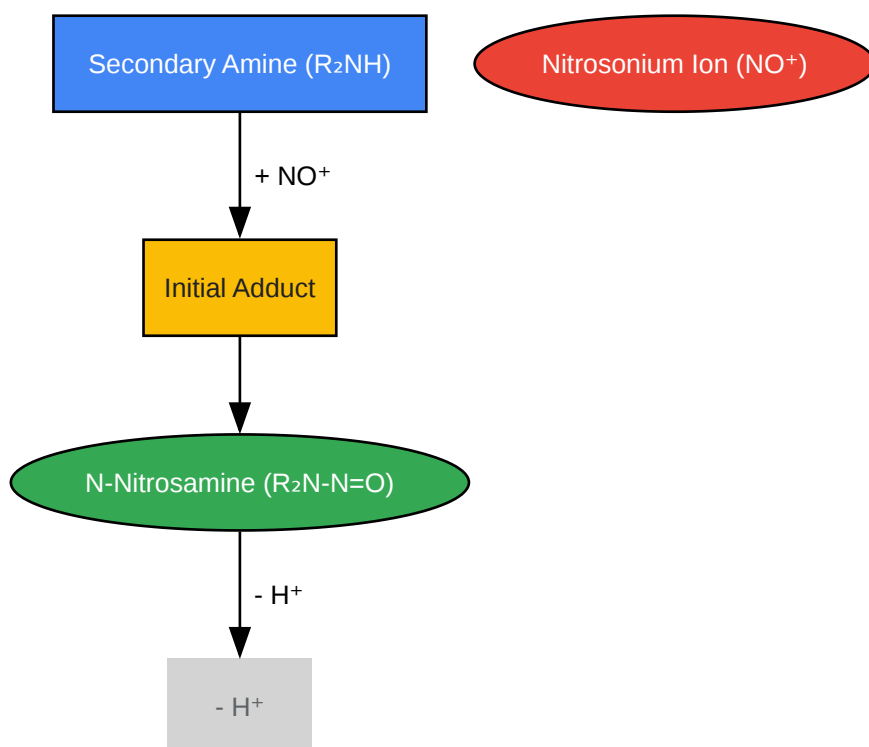 Secondary Amine (R₂NH)
Nitrosonium Ion (NO⁺)
+ NO⁺
Initial Adduct
N-Nitrosamine (R₂N-N=O)
- H⁺
- H⁺